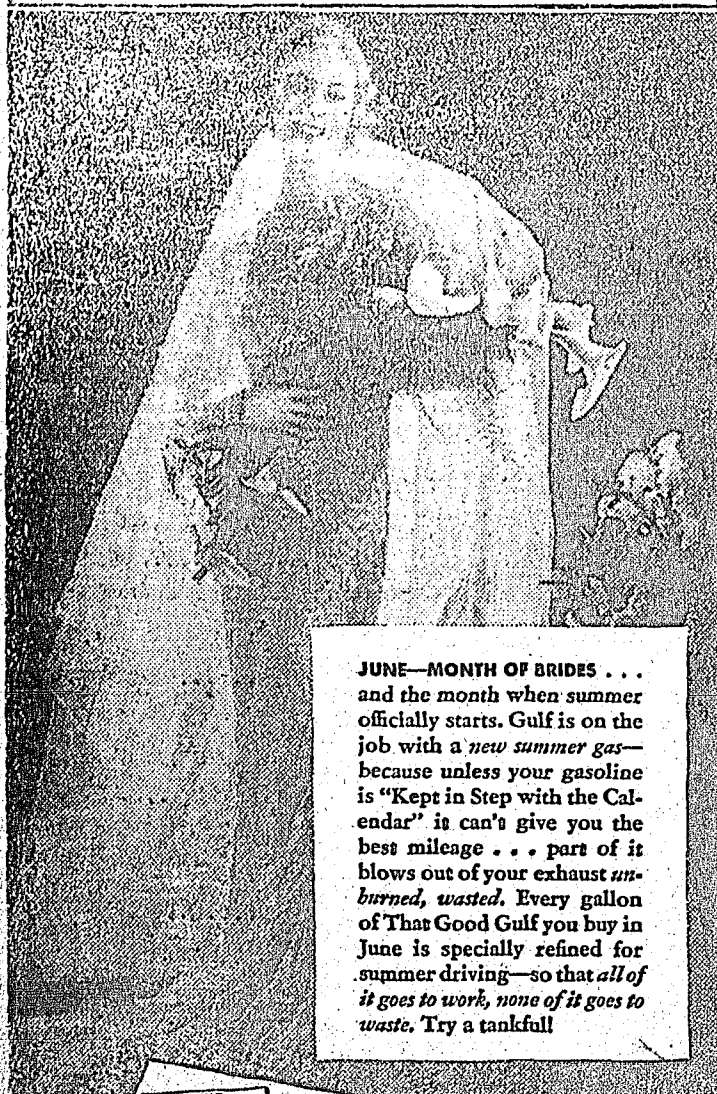 JUNE—MONTH OF BRIDES . . .
and the month when summer
officially starts. Gulf is on the
job with a new summer gas—
because unless your gasoline
is “Kept in Step with the Cal-
endar” it can't give you the
best mileage . . . part of it
blows out of your exhaust un-
burned, wasted. Every gallon
of That Good Gulf you buy in
June is specially refined for
summer driving—so that all of
it goes to work, none of it goes to
waste. Try a tankful!